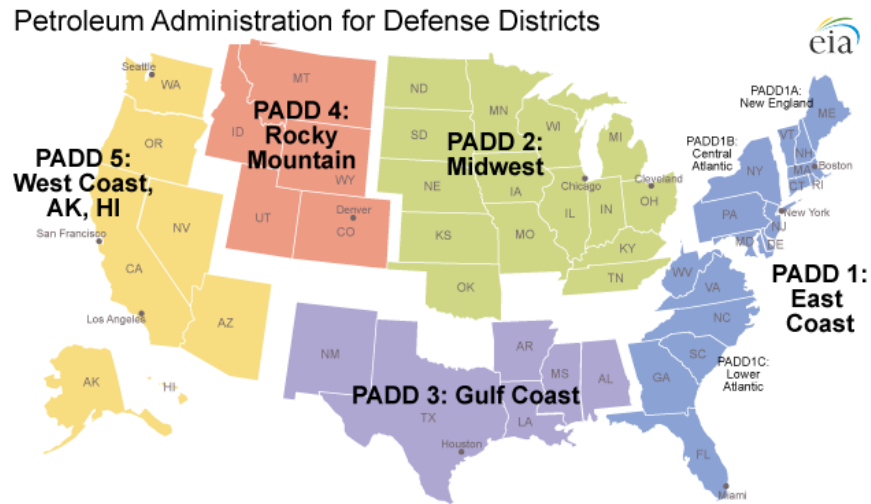 Petroleum Administration for Defense Districts
eia
Seattle
WA
OR
PADD 5:
West Coast,
AK, HI
San Francisco
NV
CA
Los Angeles
AZ
AK
HI
MT
PADD 4:
Rocky
Mountain
ID
WY
UT
Denver
CO
ND
MN
SD
WI
MI
PADD 2:
Midwest
NE
IA
Chicago
Cleveland
IL
IN
OH
KS
MO
KY
OK
TN
NM
AR
MS
AL
PADD 3: Gulf Coast
TX
LA
Houston
PADD1A:
New England
ME
VT
NH
PADD1B:
Central
Atlantic
NY
MA
Boston
CT
RI
PA
New York
NJ
MD
DE
WV
VA
PADD 1:
East
Coast
NC
SC
GA
PADD1C:
Lower
Atlantic
FL
Miami